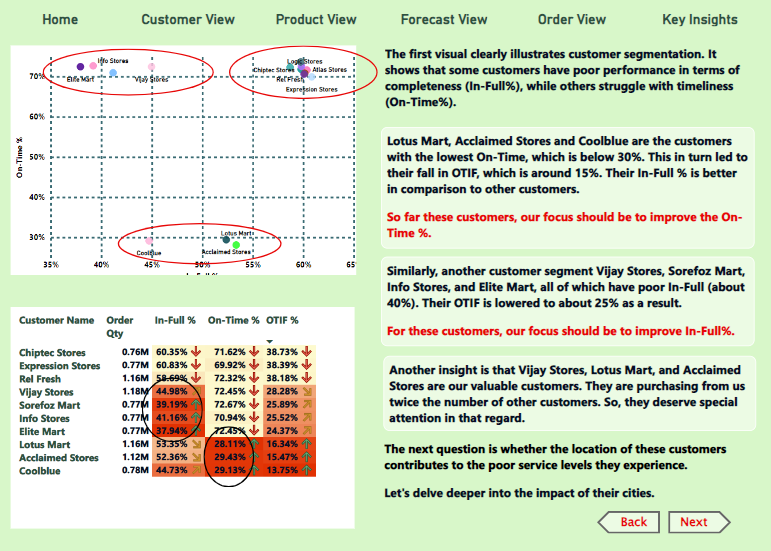 Home Customer View Product View Forecast View Order View Key Insights
70%
60%
50%
40%
30%
On-Time %
35% 40% 45% 50% 55% 60% 65
Info Stores
Elite Mart
Vijay Stores
Chiptec Stores
Atlas Stores
Rel Fresh
Expression Stores
Lotus Mart
Coolblue
Acclaimed Stores
The first visual clearly illustrates customer segmentation. It
shows that some customers have poor performance in terms of
completeness (In-Full%), while others struggle with timeliness
(On-Time%).
Lotus Mart, Acclaimed Stores and Coolblue are the customers
with the lowest On-Time, which is below 30%. This in turn led to
their fall in OTIF, which is around 15%. Their In-Full % is better
in comparison to other customers.
So far these customers, our focus should be to improve the On-
Time %.
Similarly, another customer segment Vijay Stores, Sorefoz Mart,
Info Stores, and Elite Mart, all of which have poor In-Full (about
40%). Their OTIF is lowered to about 25% as a result.
For these customers, our focus should be to improve In-Full%.
Another insight is that Vijay Stores, Lotus Mart, and Acclaimed
Stores are our valuable customers. They are purchasing from us
twice the number of other customers. So, they deserve special
attention in that regard.
The next question is whether the location of these customers
contributes to the poor service levels they experience.
Let's delve deeper into the impact of their cities.
Back Next
Customer Name Order In-Full % On-Time % OTIF %
Qty
Chiptec Stores 0.76M 60.35% 71.62% 38.73%
Expression Stores 0.77M 60.83% 69.92% 38.39%
Rel Fresh 1.16M 58.69% 72.32% 38.18%
Vijay Stores 1.18M 44.98% 72.45% 28.28%
Sorefoz Mart 0.77M 39.19% 72.67% 25.89%
Info Stores 0.77M 41.16% 70.94% 25.52%
Elite Mart 0.77M 37.94% 72.45% 24.37%
Lotus Mart 1.16M 53.35% 28.11% 16.34%
Acclaimed Stores 1.12M 52.36% 29.43% 15.47%
Coolblue 0.78M 44.73% 29.13% 13.75%